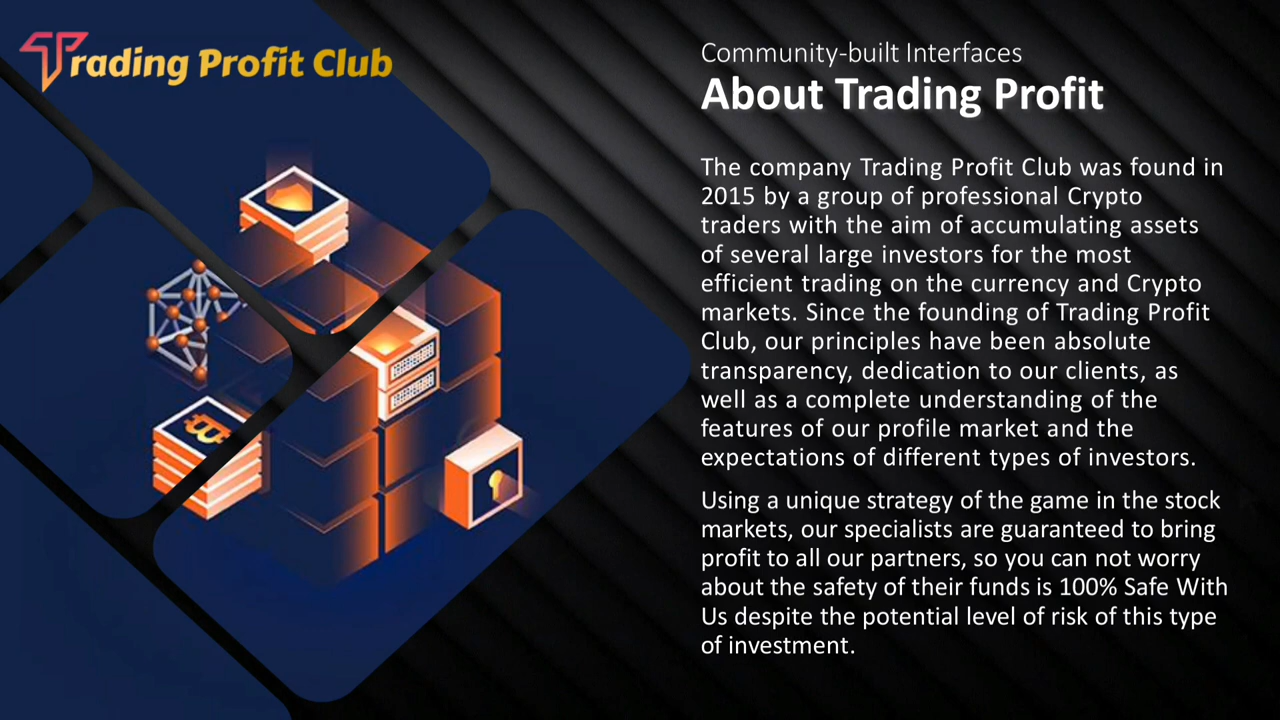 Trading Profit Club
Community-built Interfaces
About Trading Profit
The company Trading Profit Club was found in
2015 by a group of professional Crypto
traders with the aim of accumulating assets
of several large investors for the most
efficient trading on the currency and Crypto
markets. Since the founding of Trading Profit
Club, our principles have been absolute
transparency, dedication to our clients, as
well as a complete understanding of the
features of our profile market and the
expectations of different types of investors.
Using a unique strategy of the game in the stock
markets, our specialists are guaranteed to bring
profit to all our partners, so you can not worry
about the safety of their funds is 100% Safe With
Us despite the potential level of risk of this type
of investment.